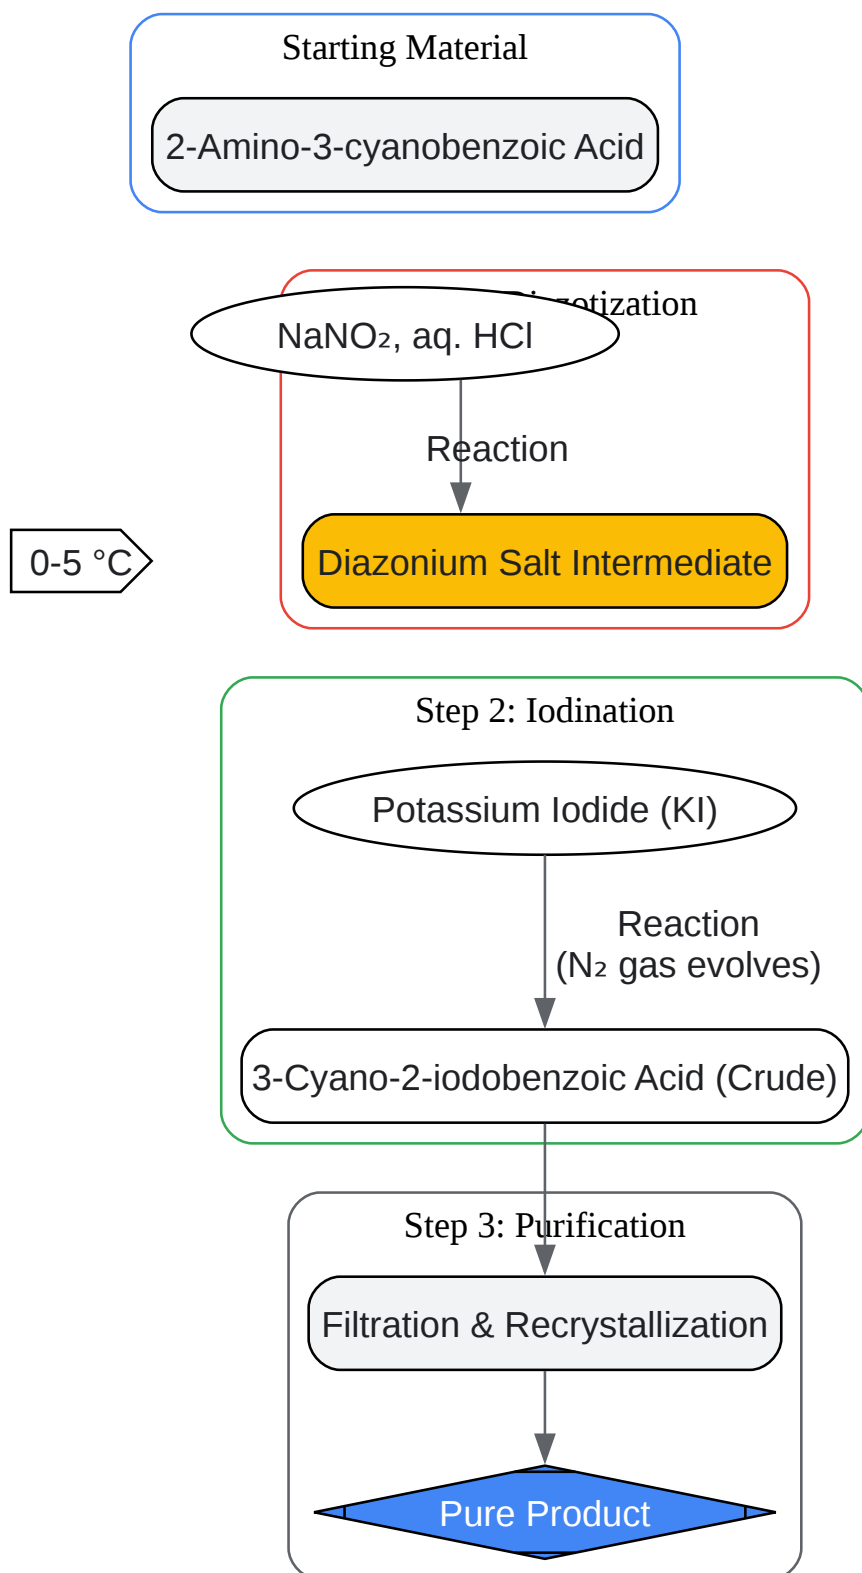 Starting Material
2-Amino-3-cyanobenzoic Acid
NaNO₂, aq. HCl
Reaction
0-5 °C
Diazonium Salt Intermediate
Step 2: Iodination
Potassium Iodide (KI)
Reaction
(N₂ gas evolves)
3-Cyano-2-iodobenzoic Acid (Crude)
Step 3: Purification
Filtration & Recrystallization
Pure Product